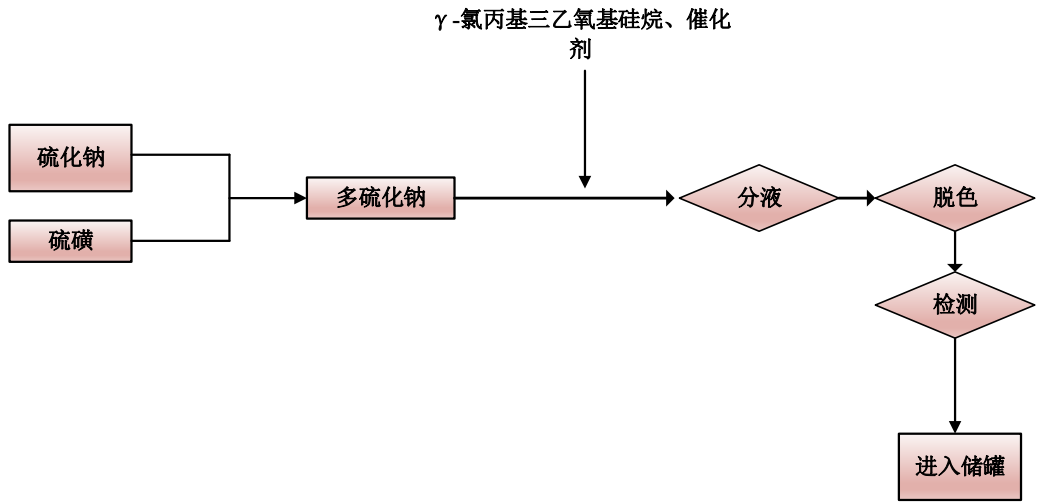 γ-氯丙基三乙氧基硅烷、催化
剂
硫化钠
硫磺
多硫化钠
分液
脱色
检测
进入储罐